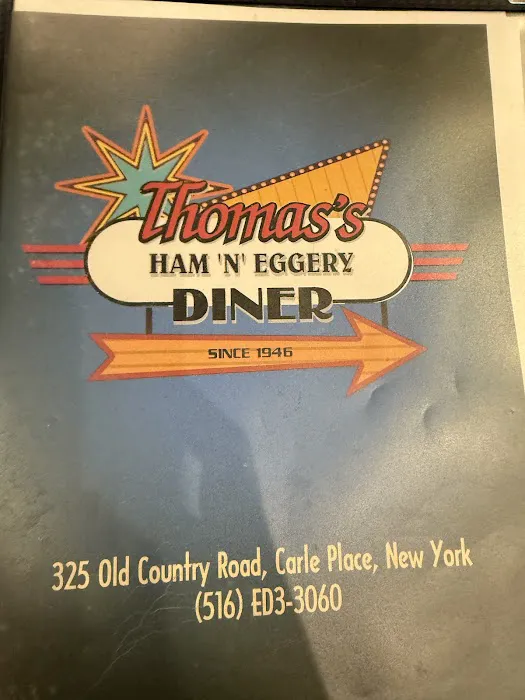 Thomas's
HAM 'N' EGGERY
DINER
SINCE 1946
325 Old Country Road, Carle Place, New York
(516) ED3-3060